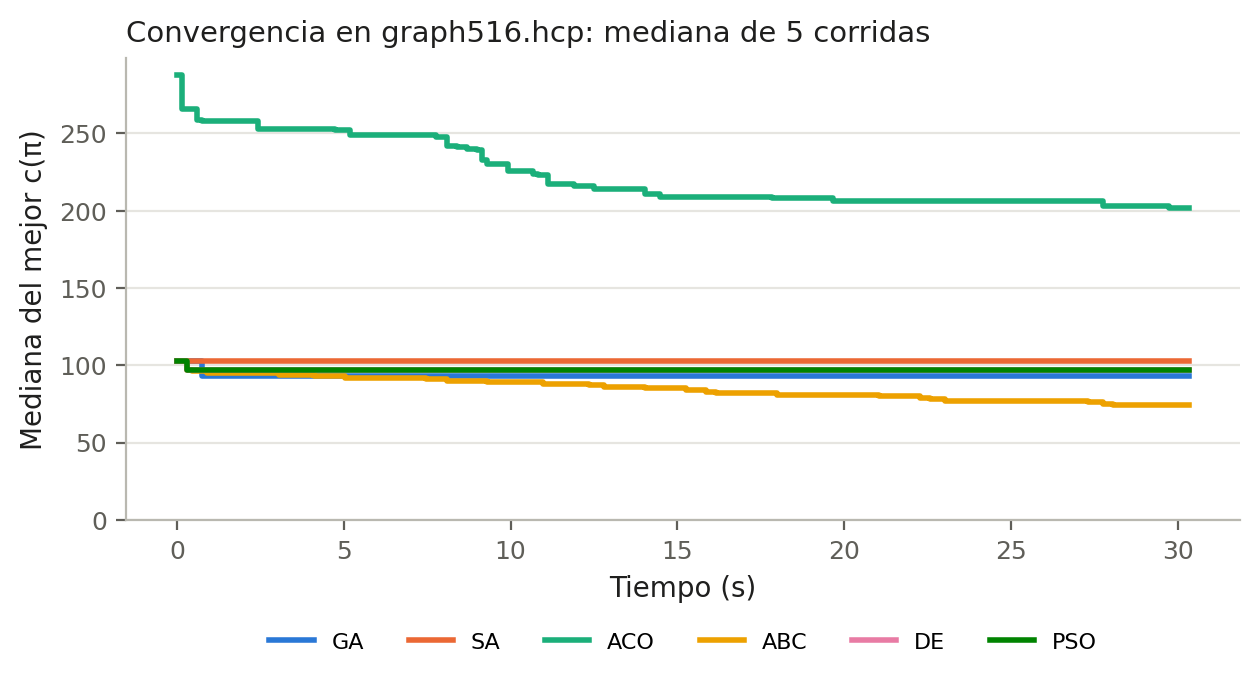 Convergencia en graph516.hcp: mediana de 5 corridas
Mediana del mejor c(π)
250
200
150
100
50
0
0 5 10 15 20 25 30
Tiempo (s)
GA SA ACO ABC DE PSO